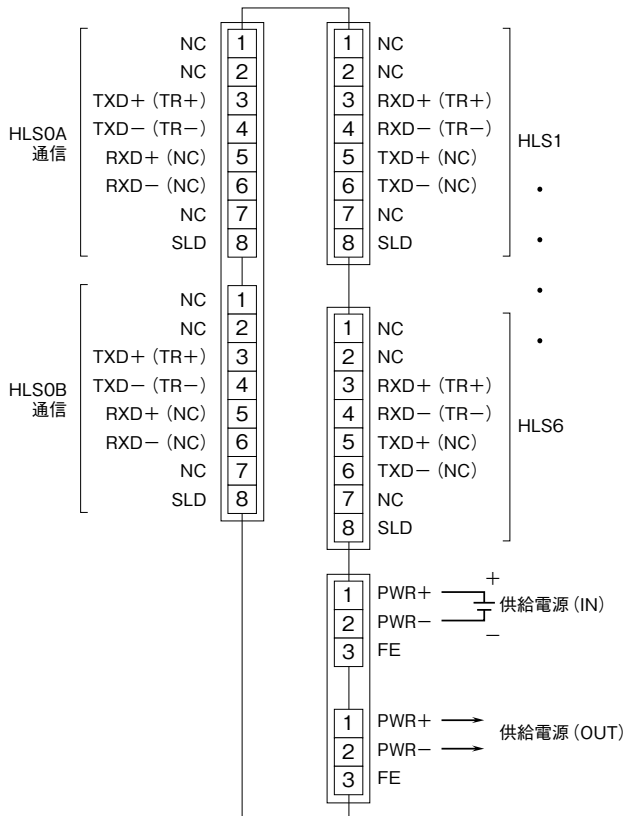 HLS0A
通信
NC 1
NC 2
TXD+ (TR+) 3
TXD− (TR−) 4
RXD+ (NC) 5
RXD− (NC) 6
NC 7
SLD 8
HLS0B
通信
NC 1
NC 2
TXD+ (TR+) 3
TXD− (TR−) 4
RXD+ (NC) 5
RXD− (NC) 6
NC 7
SLD 8
1 NC
2 NC
3 RXD+ (TR+)
4 RXD− (TR−)
5 TXD+ (NC)
6 TXD− (NC)
7 NC
8 SLD
HLS1
1 NC
2 NC
3 RXD+ (TR+)
4 RXD− (TR−)
5 TXD+ (NC)
6 TXD− (NC)
7 NC
8 SLD
HLS6
1 PWR+
2 PWR−
3 FE
+
供給電源 (IN)
−
1 PWR+
2 PWR−
3 FE
供給電源 (OUT)